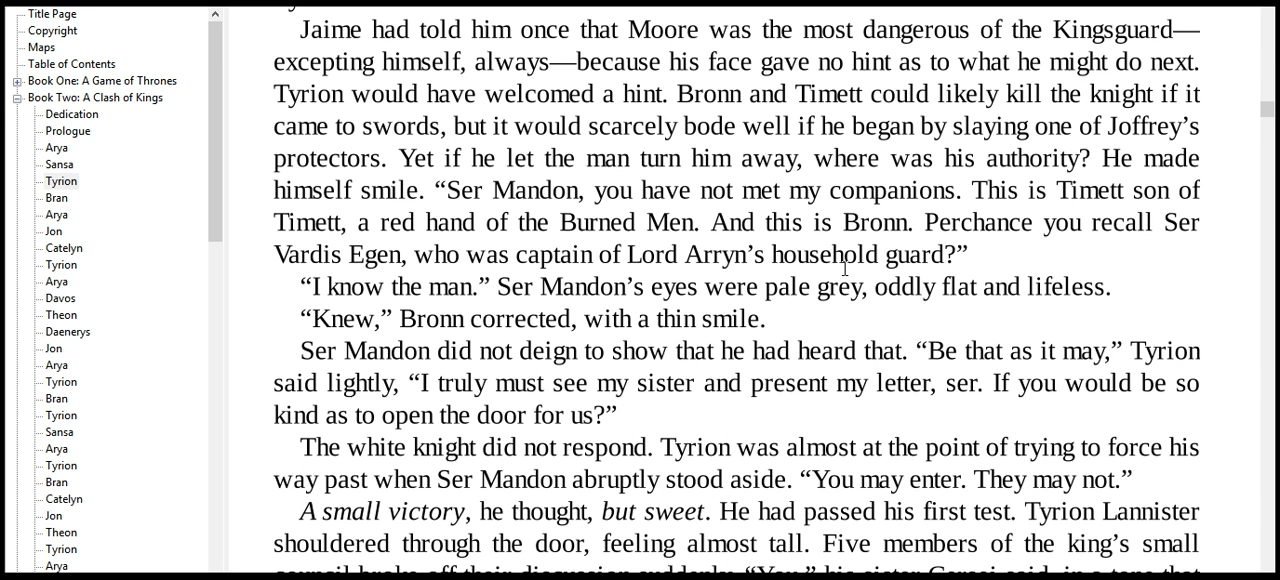 Title Page
Copyright
Maps
Table of Contents
Book One: A Game of Thrones
Book Two: A Clash of Kings
Dedication
Prologue
Arya
Sansa
Tyrion
Bran
Arya
Jon
Catelyn
Tyrion
Arya
Davos
Theon
Daenerys
Jon
Arya
Tyrion
Bran
Tyrion
Sansa
Arya
Tyrion
Bran
Catelyn
Jon
Theon
Tyrion
Arya
Jaime had told him once that Moore was the most dangerous of the Kingsguard—
excepting himself, always—because his face gave no hint as to what he might do next.
Tyrion would have welcomed a hint. Bronn and Timett could likely kill the knight if it
came to swords, but it would scarcely bode well if he began by slaying one of Joffrey’s
protectors. Yet if he let the man turn him away, where was his authority? He made
himself smile. “Ser Mandon, you have not met my companions. This is Timett son of
Timett, a red hand of the Burned Men. And this is Bronn. Perchance you recall Ser
Vardis Egen, who was captain of Lord Arryn’s household guard?”
“I know the man.” Ser Mandon’s eyes were pale grey, oddly flat and lifeless.
“Knew,” Bronn corrected, with a thin smile.
Ser Mandon did not deign to show that he had heard that. “Be that as it may,” Tyrion
said lightly, “I truly must see my sister and present my letter, ser. If you would be so
kind as to open the door for us?”
The white knight did not respond. Tyrion was almost at the point of trying to force his
way past when Ser Mandon abruptly stood aside. “You may enter. They may not.”
A small victory, he thought, but sweet. He had passed his first test. Tyrion Lannister
shouldered through the door, feeling almost tall. Five members of the king’s small
council broke off their discussion suddenly. “You,” his sister Cersei said, in a tone that